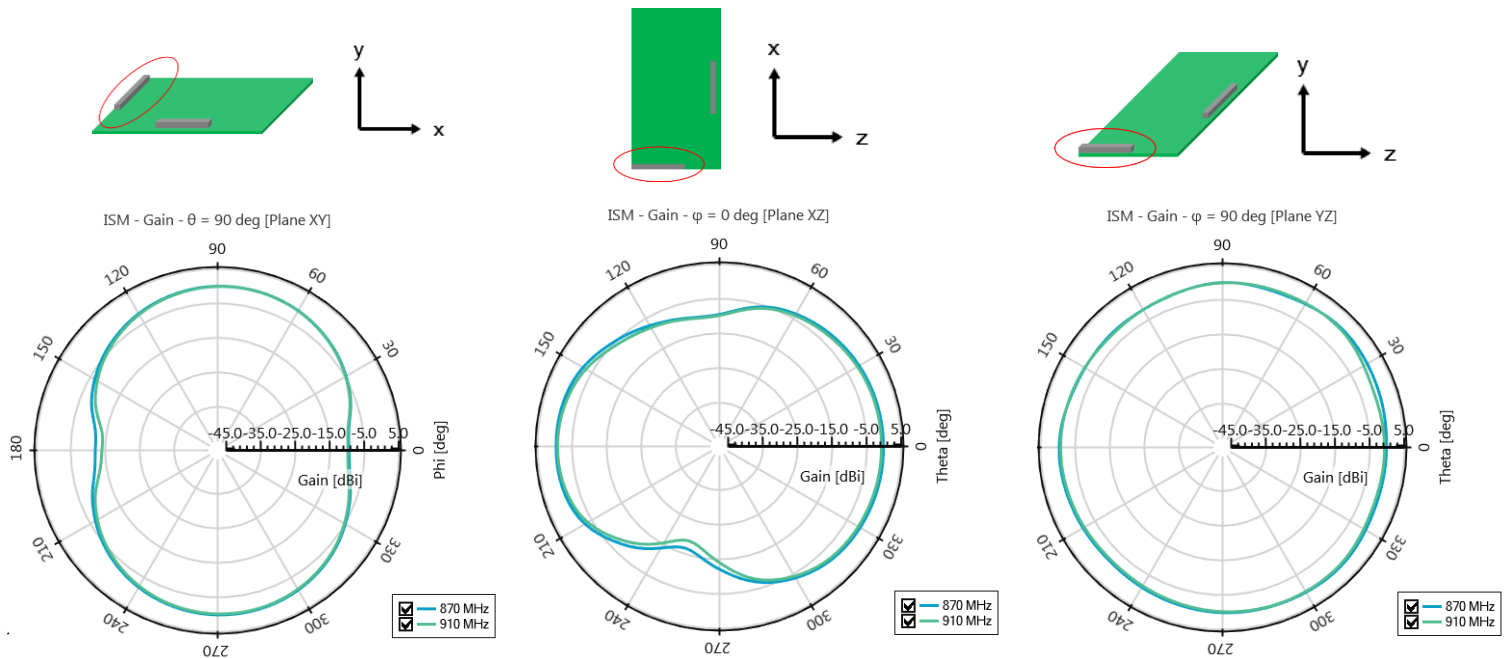 y
x
x
z
y
z
ISM - Gain - θ = 90 deg [Plane XY]
90
120
60
150
30
180
-45.0-35.0-25.0-15.0-5.0 5.0
0
Phi [deg]
Gain [dBi]
210
330
240
300
270
870 MHz
910 MHz
ISM - Gain - φ = 0 deg [Plane XZ]
90
120
60
150
30
-45.0-35.0-25.0-15.0-5.0 5.0
0
Theta [deg]
Gain [dBi]
210
330
240
300
270
870 MHz
910 MHz
ISM - Gain - φ = 90 deg [Plane YZ]
90
120
60
150
30
-45.0-35.0-25.0-15.0-5.0 5.0
0
Theta [deg]
Gain [dBi]
210
330
240
300
270
870 MHz
910 MHz